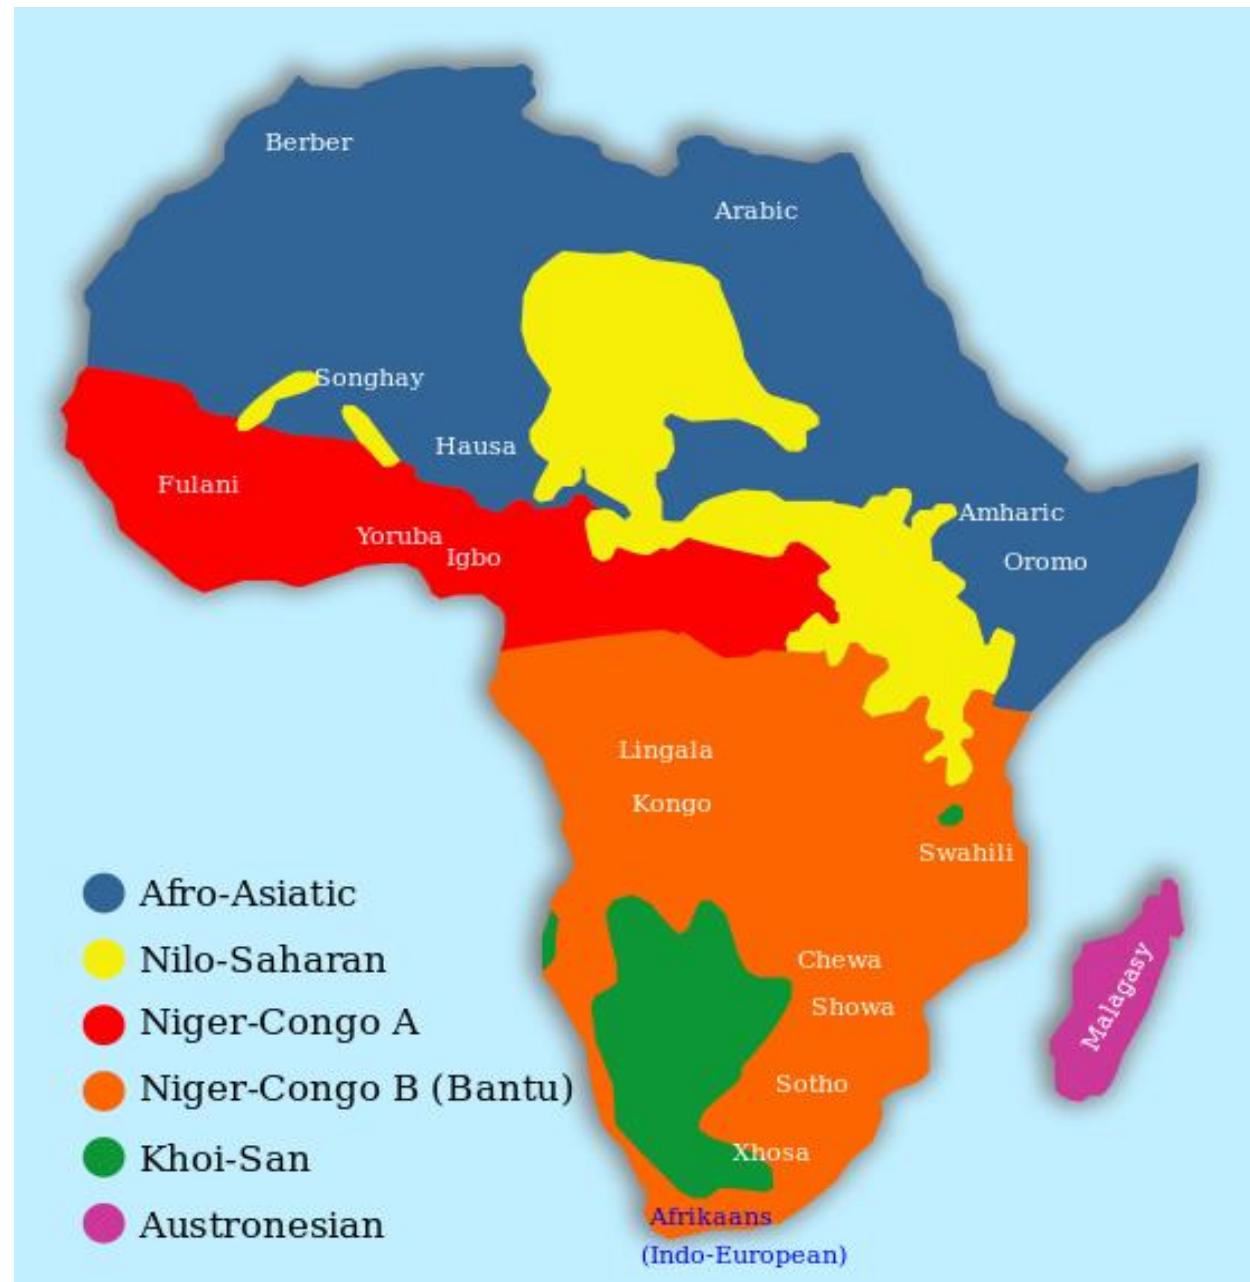 Berber
Arabic
Songhay
Hausa
Fulani
Amharic
Yoruba
Igbo
Oromo
Lingala
Kongo
Swahili
Chewa
Showa
Malagasy
Sotho
Xhosa
Afrikaans
(Indo-European)
Afro-Asiatic
Nilo-Saharan
Niger-Congo A
Niger-Congo B (Bantu)
Khoi-San
Austronesian